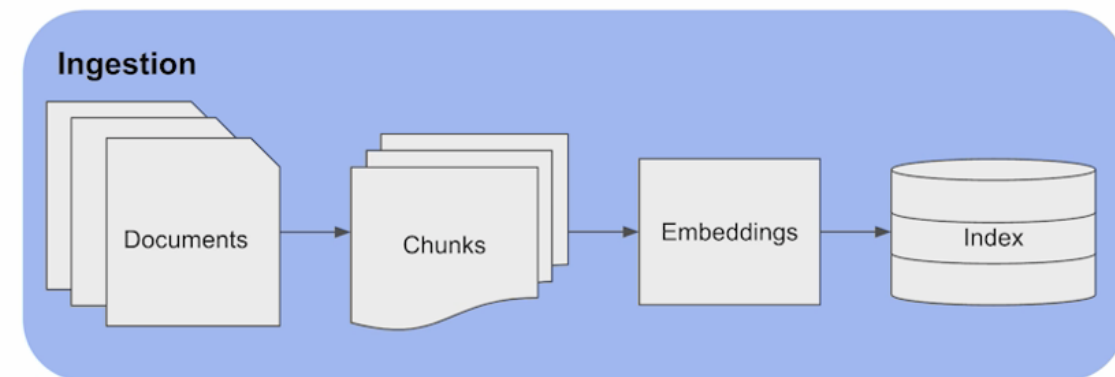 Ingestion
Documents
Chunks
Embeddings
Index